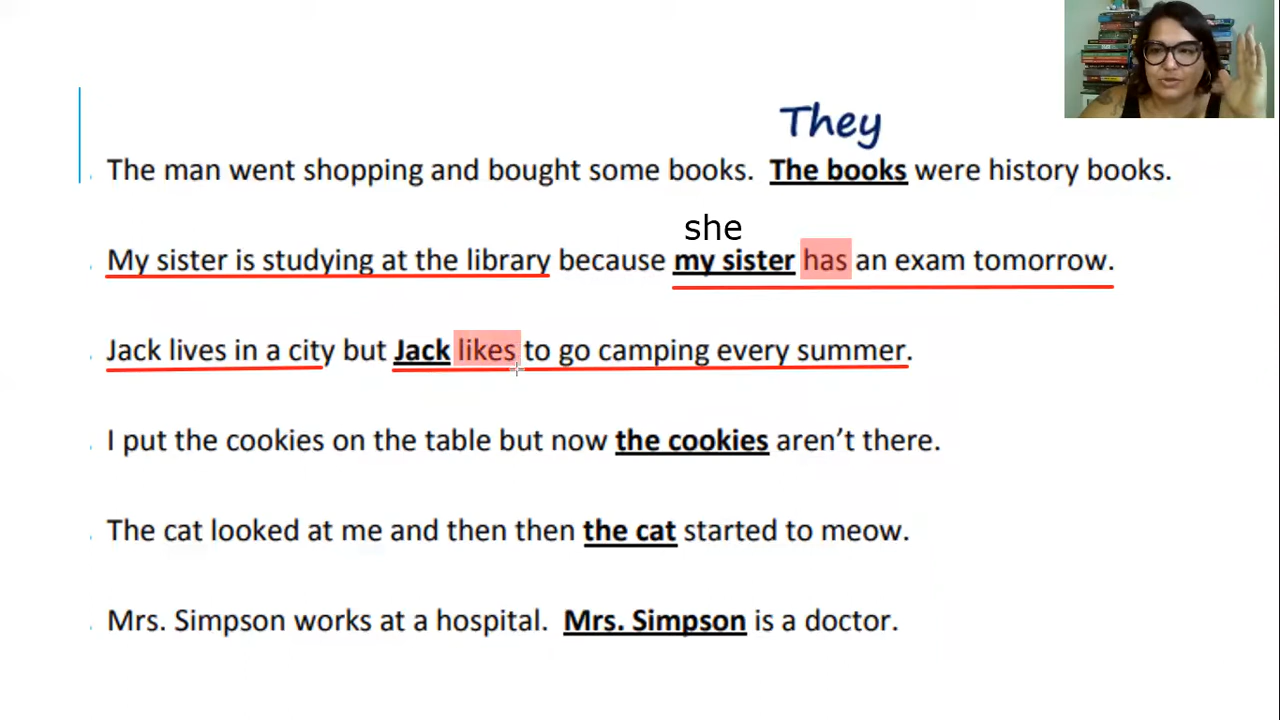 They
The man went shopping and bought some books. The books were history books.
she
My sister is studying at the library because my sister has an exam tomorrow.
Jack lives in a city but Jack likes to go camping every summer.
I put the cookies on the table but now the cookies aren't there.
The cat looked at me and then then the cat started to meow.
Mrs. Simpson works at a hospital. Mrs. Simpson is a doctor.